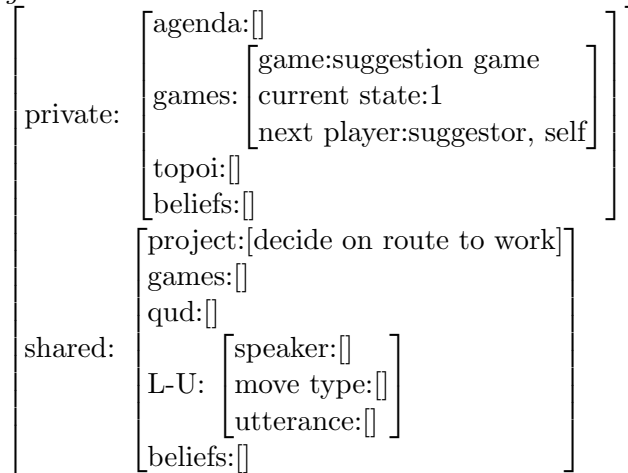 agenda:[]
game:suggestion game
games: current state:1
private: next player:suggestor, self
topoi:[]
beliefs:[]
project:[decide on route to work]
games:[]
qud:[]
speaker:[]
shared: L-U: move type:[]
utterance:[]
beliefs:[]